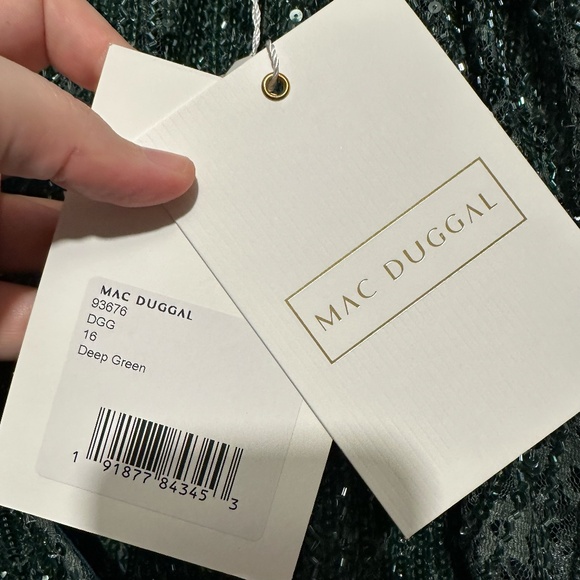 MAC DUGGAL
MAC DUGGAL
93676
DGG
16
Deep Green
1 91877 84345 3